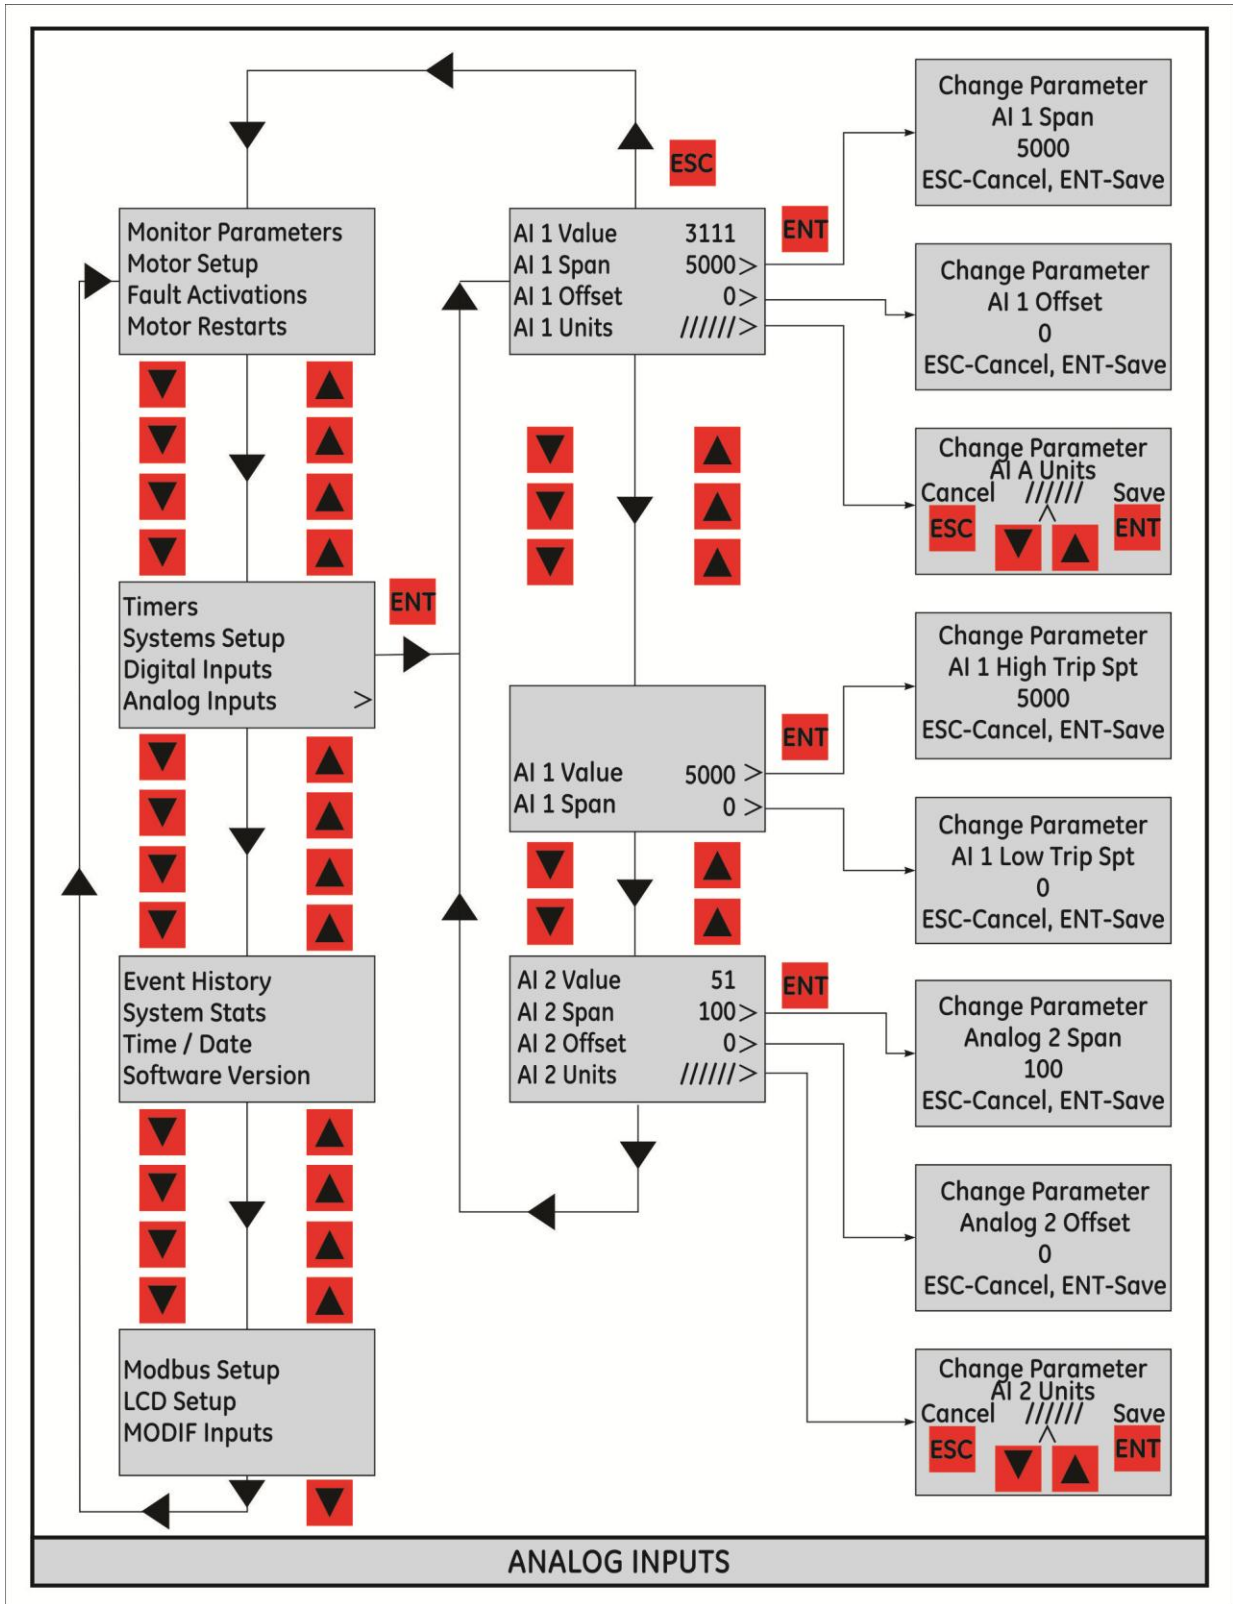 Monitor Parameters
Motor Setup
Fault Activations
Motor Restarts
Timers
Systems Setup
Digital Inputs
Analog Inputs >
ENT
Event History
System Stats
Time / Date
Software Version
Modbus Setup
LCD Setup
MODIF Inputs
ESC
AI 1 Value 3111
AI 1 Span 5000>
AI 1 Offset 0>
AI 1 Units //////>
ENT
AI 1 Value 5000 >
AI 1 Span 0 >
ENT
AI 2 Value 51
AI 2 Span 100>
AI 2 Offset 0>
AI 2 Units //////>
ENT
Change Parameter
AI 1 Span
5000
ESC-Cancel, ENT-Save
Change Parameter
AI 1 Offset
0
ESC-Cancel, ENT-Save
Change Parameter
AI A Units
Cancel ////// Save
ESC ENT
Change Parameter
AI 1 High Trip Spt
5000
ESC-Cancel, ENT-Save
Change Parameter
AI 1 Low Trip Spt
0
ESC-Cancel, ENT-Save
Change Parameter
Analog 2 Span
100
ESC-Cancel, ENT-Save
Change Parameter
Analog 2 Offset
0
ESC-Cancel, ENT-Save
Change Parameter
AI 2 Units
Cancel ////// Save
ESC ENT
ANALOG INPUTS